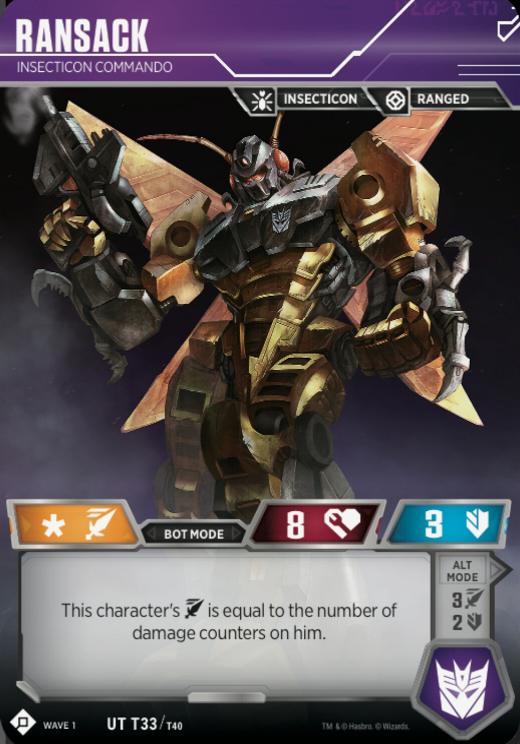 RANSACK
INSECTICON COMMANDO
INSECTICON RANGED
* BOT MODE 8 3
ALT
MODE
3
2
This character's is equal to the number of
damage counters on him.
WAVE 1 UT T33/T40
TM & © Hasbro. © Wizards.